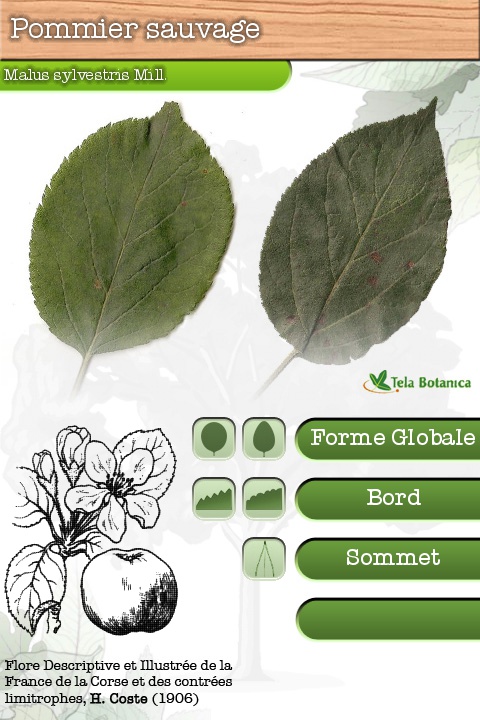 Pommier sauvage
Malus sylvestris Mill.
Tela Botanica
Forme Globale
Bord
Sommet
Flore Descriptive et Illustrée de la
France de la Corse et des contrées
limitrophes, H. Coste (1906)